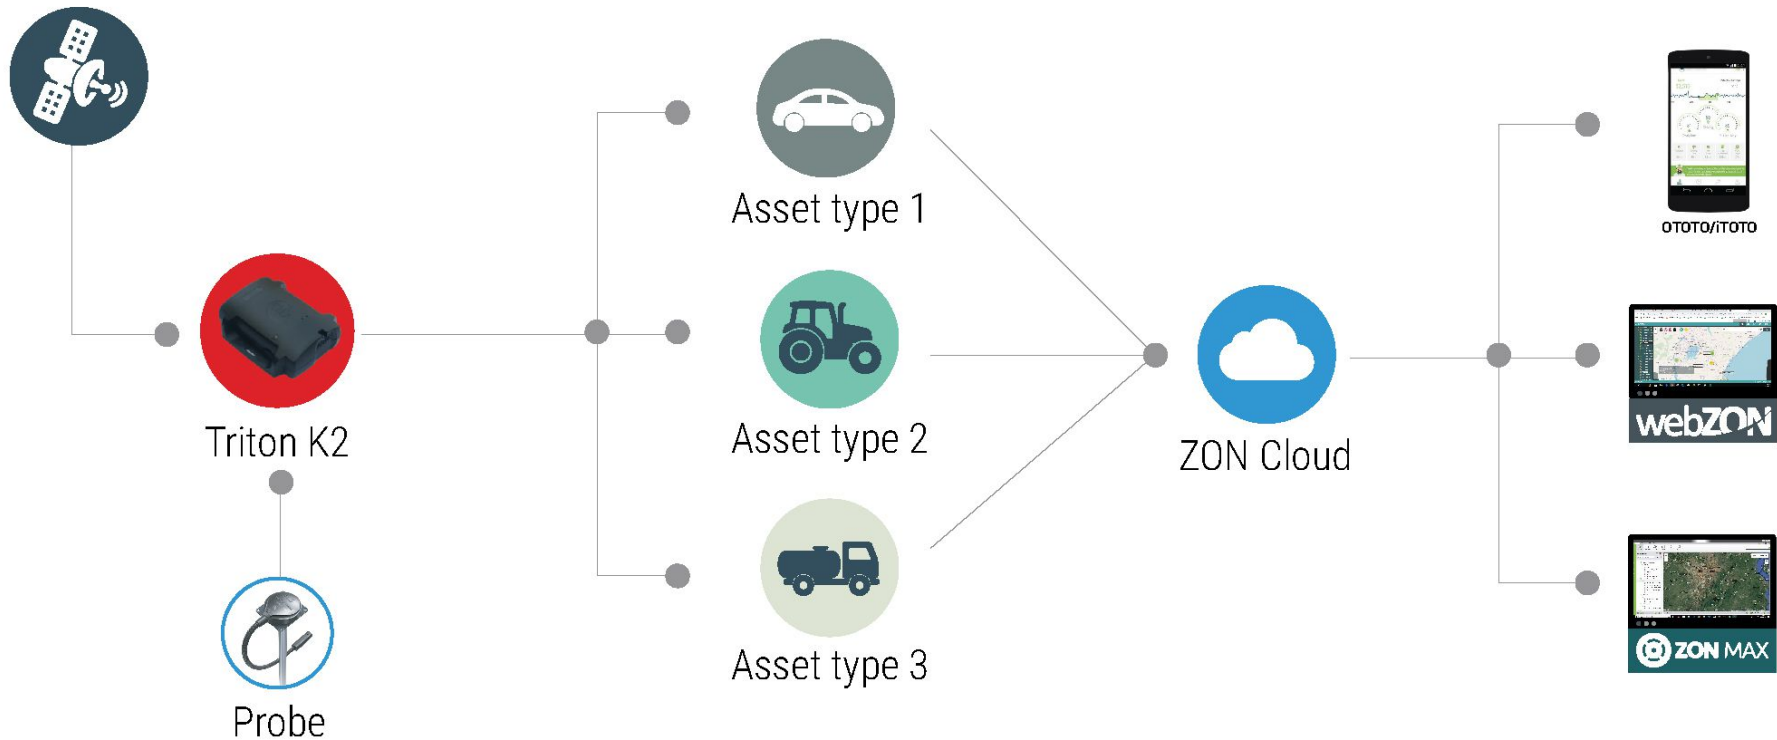 Asset type 1
OTOTO/iTOTO
Triton K2
Asset type 2
ZON Cloud
webZON
Asset type 3
ZON MAX
Probe